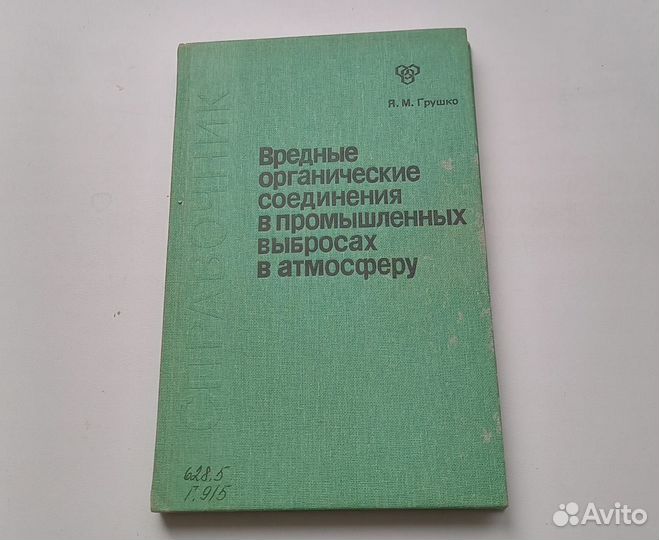 Я. М. Грушко
СПРАВОЧНИК
Вредные
органические
соединения
в промышленных
выбросах
в атмосферу
628.5
Г.915
Avito